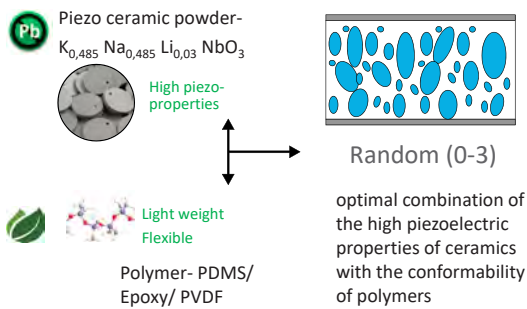 Pb
Piezo ceramic powder-
K0,485 Na0,485 Li0,03 NbO3
High piezo-
properties
Light weight
Flexible
Polymer- PDMS/
Epoxy/ PVDF
Random (0-3)
optimal combination of
the high piezoelectric
properties of ceramics
with the conformability
of polymers